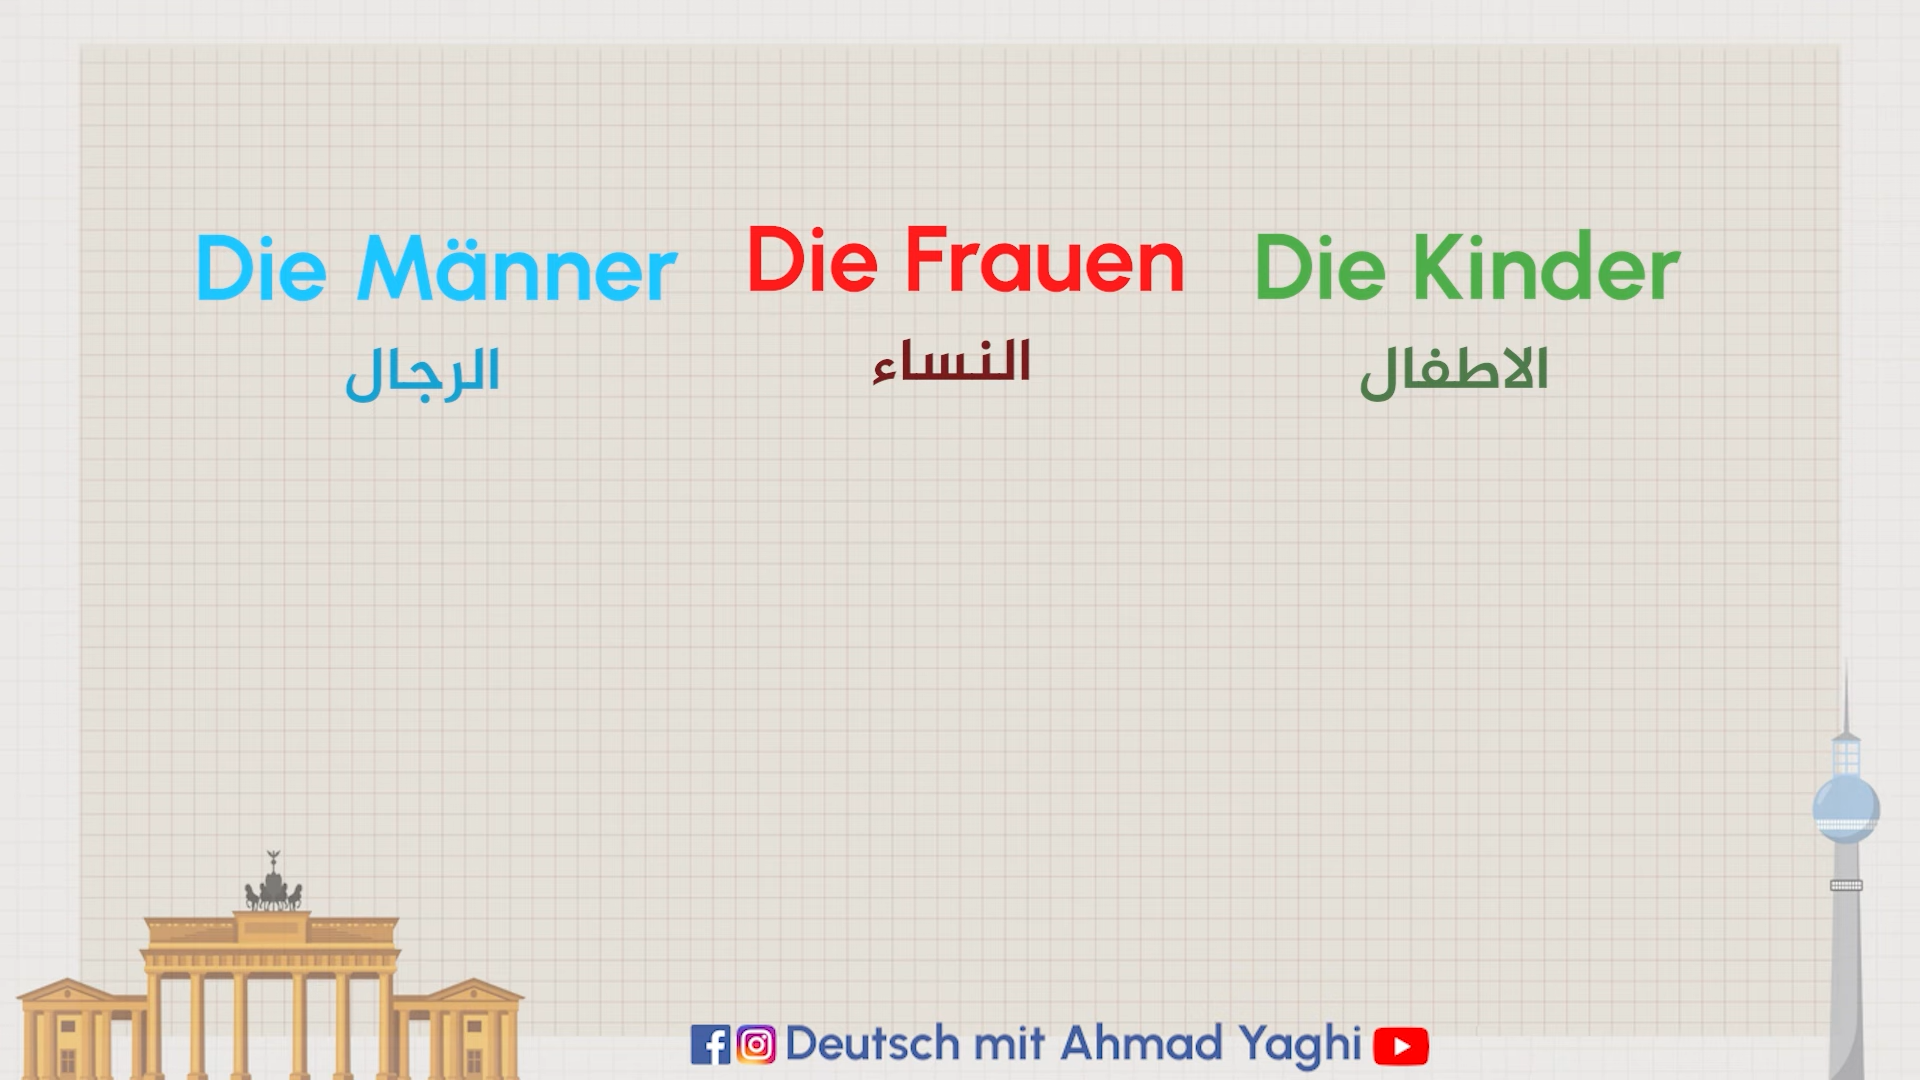 Die Männer
الرجال
Die Frauen
النساء
Die Kinder
الاطفال
Deutsch mit Ahmad Yaghi